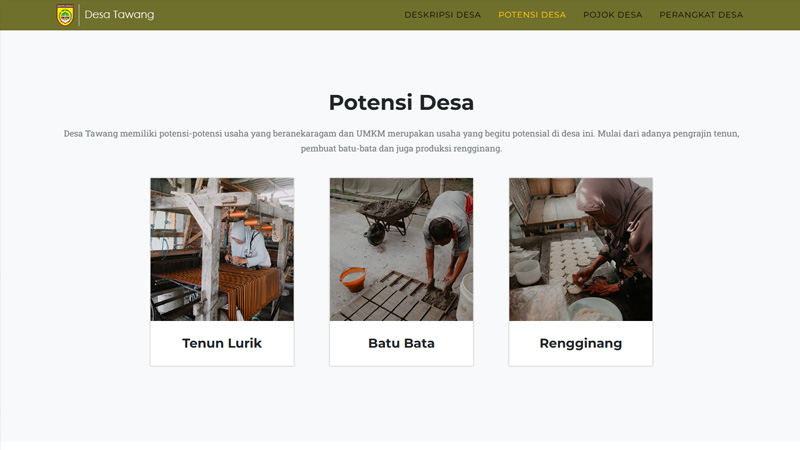 Desa Tawang
DESKRIPSI DESA
POTENSI DESA
POJOK DESA
PERANGKAT DESA
Potensi Desa
Desa Tawang memiliki potensi-potensi usaha yang beranekaragam dan UMKM merupakan usaha yang begitu potensial di desa ini. Mulai dari adanya pengrajin tenun,
pembuat batu-bata dan juga produksi rengginang.
Tenun Lurik
Batu Bata
Rengginang